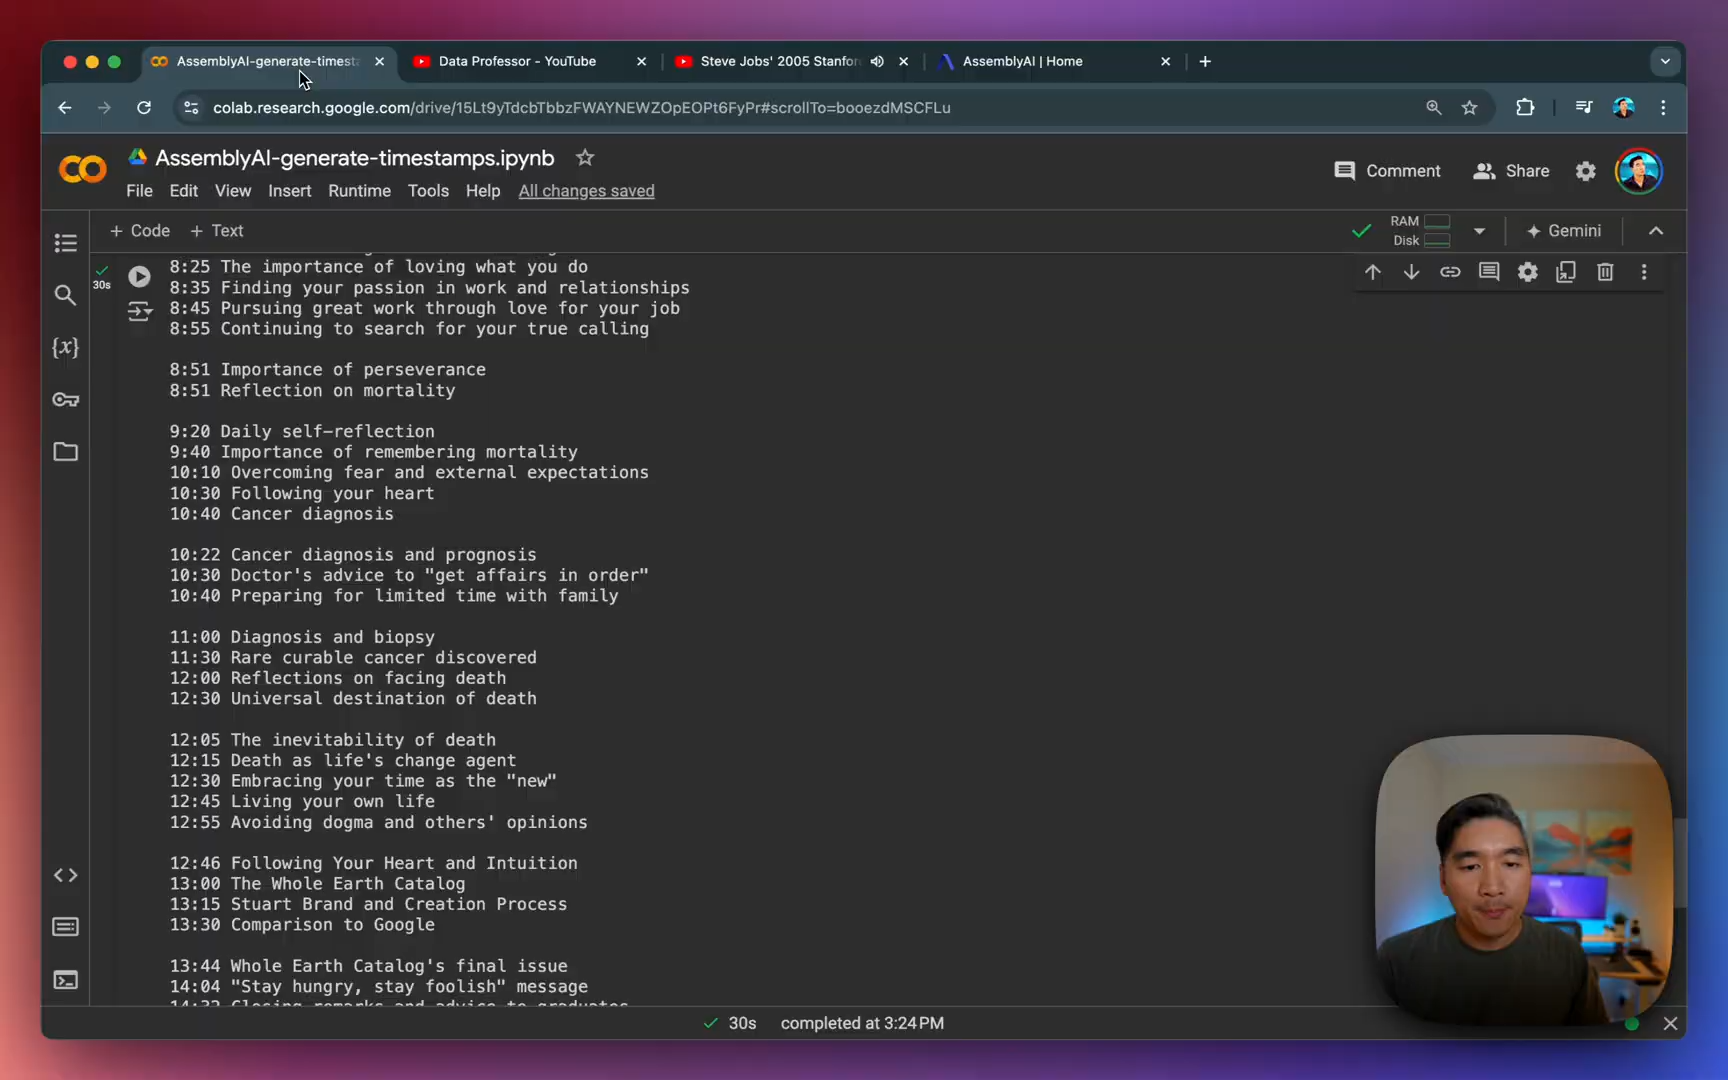 AssemblyAI-generate-timest
Data Professor - YouTube
Steve Jobs' 2005 Stanfor
AssemblyAI | Home
colab.research.google.com/drive/15Lt9yTdcbTbbzFWAYNEWZOpEOPt6FyPr#scrollTo=booezdMSCFLu
AssemblyAI-generate-timestamps.ipynb
Comment
Share
File Edit View Insert Runtime Tools Help All changes saved
+ Code + Text
RAM
Disk
Gemini
30s
8:25 The importance of loving what you do
8:35 Finding your passion in work and relationships
8:45 Pursuing great work through love for your job
8:55 Continuing to search for your true calling
8:51 Importance of perseverance
8:51 Reflection on mortality
9:20 Daily self-reflection
9:40 Importance of remembering mortality
10:10 Overcoming fear and external expectations
10:30 Following your heart
10:40 Cancer diagnosis
10:22 Cancer diagnosis and prognosis
10:30 Doctor's advice to "get affairs in order"
10:40 Preparing for limited time with family
11:00 Diagnosis and biopsy
11:30 Rare curable cancer discovered
12:00 Reflections on facing death
12:30 Universal destination of death
12:05 The inevitability of death
12:15 Death as life's change agent
12:30 Embracing your time as the "new"
12:45 Living your own life
12:55 Avoiding dogma and others' opinions
12:46 Following Your Heart and Intuition
13:00 The Whole Earth Catalog
13:15 Stuart Brand and Creation Process
13:30 Comparison to Google
13:44 Whole Earth Catalog's final issue
14:04 "Stay hungry, stay foolish" message
14:32 Closing remarks and advice to graduates
30s completed at 3:24 PM